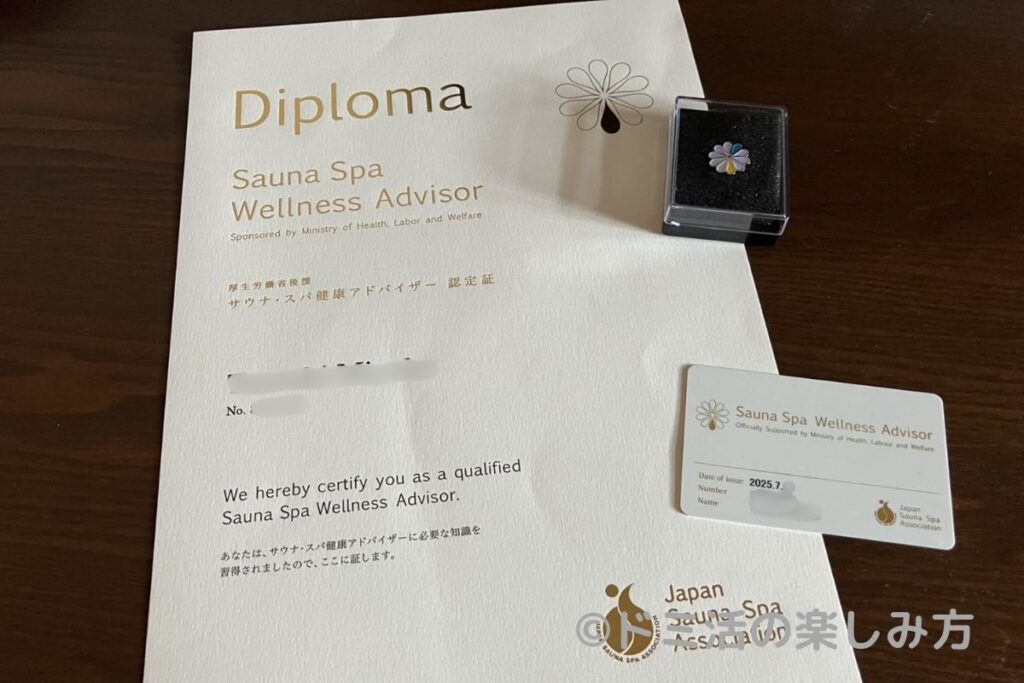 Diploma
Sauna Spa
Wellness Advisor
Sponsored by Ministry of Health, Labor and Welfare
厚生労働省後援
サウナ・スパ健康アドバイザー 認定証
No.
We hereby certify you as a qualified
Sauna Spa Wellness Advisor.
あなたは、サウナ・スパ健康アドバイザーに必要な知識を
習得されましたので、ここに証します。
Japan
Sauna Spa
Association
SAUNA SPA ASSOCIATION
Sauna Spa Wellness Advisor
Officially Supported by Ministry of Health, Labour and Welfare
Date of issue 2025.7.
Number
Name
Japan
Sauna Spa
Association
©ドミ活の楽しみ方